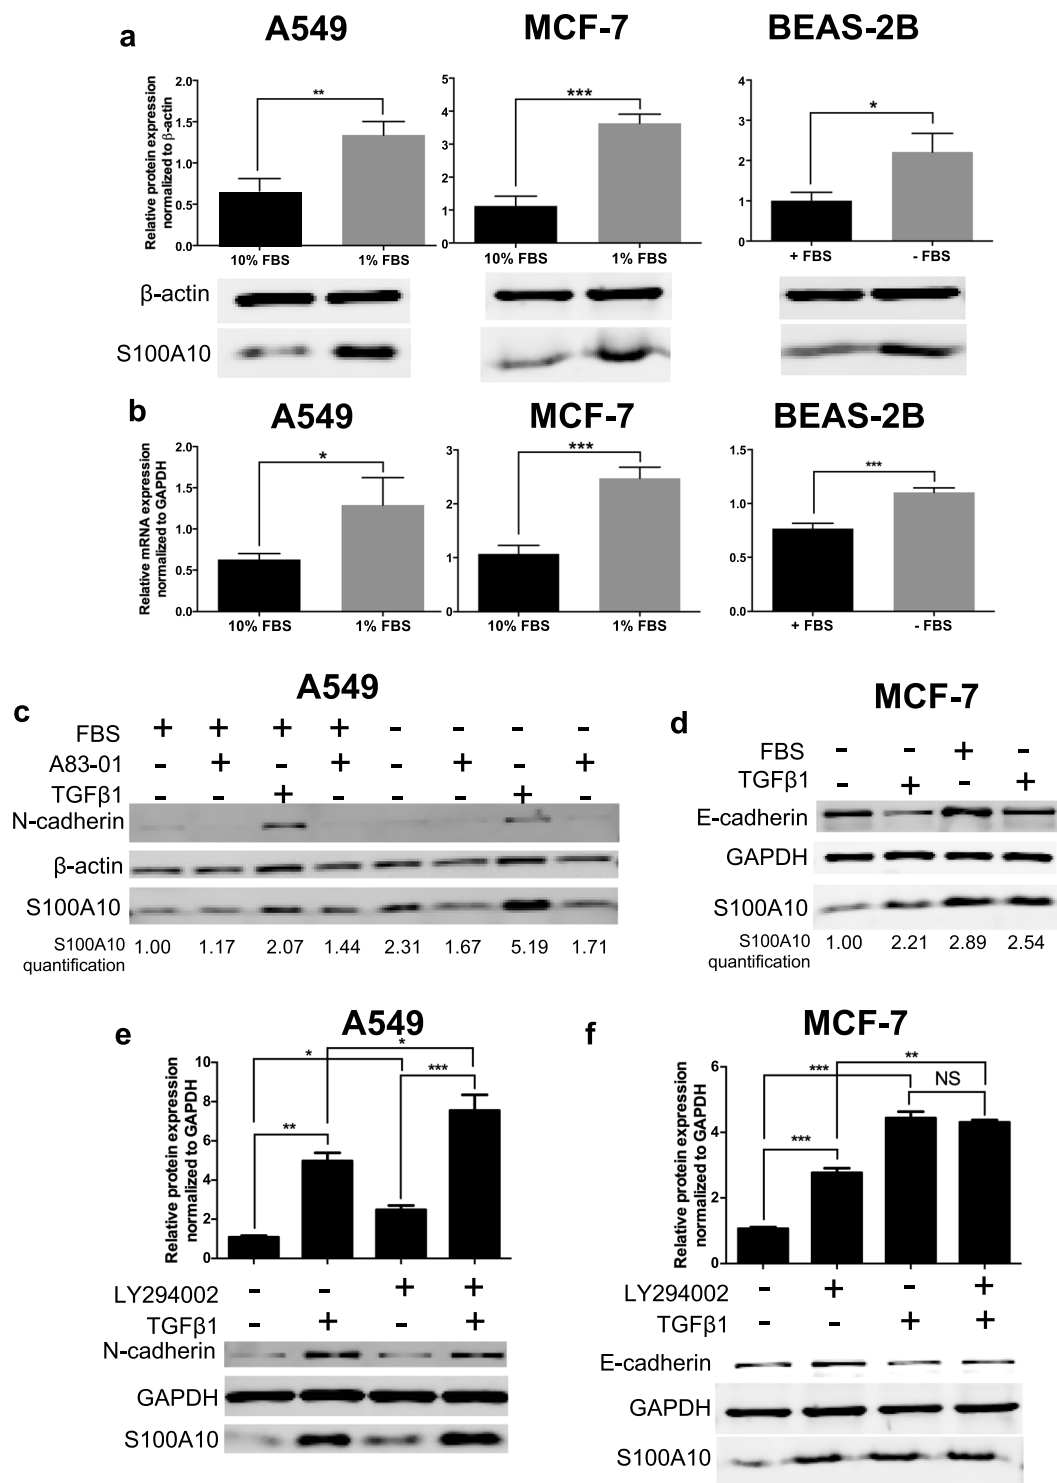 a
A549
MCF-7
BEAS-2B
Relative protein expression
normalized to β-actin
2.0
1.5
1.0
0.5
0.0
**
10% FBS
1% FBS
5
4
3
2
1
0
***
10% FBS
1% FBS
4
3
2
1
0
*
+ FBS
- FBS
β-actin
S100A10
b
A549
MCF-7
BEAS-2B
Relative mRNA expression
normalized to GAPDH
2.0
1.5
1.0
0.5
0.0
*
10% FBS
1% FBS
3
2
1
0
***
10% FBS
1% FBS
1.5
1.0
0.5
0.0
***
+ FBS
- FBS
c
A549
FBS + + + + - - - -
A83-01 - + - + - + - +
TGFβ1 - - + - - - + -
N-cadherin
β-actin
S100A10
S100A10
quantification
1.00 1.17 2.07 1.44 2.31 1.67 5.19 1.71
d
MCF-7
FBS - - + -
TGFβ1 - + - +
E-cadherin
GAPDH
S100A10
S100A10
quantification
1.00 2.21 2.89 2.54
e
A549
Relative protein expression
normalized to GAPDH
10
8
6
4
2
0
*
*
***
**
LY294002 - - + +
TGFβ1 - + - +
N-cadherin
GAPDH
S100A10
f
MCF-7
Relative protein expression
normalized to GAPDH
6
4
2
0
**
***
NS
***
LY294002 - + - +
TGFβ1 - - + +
E-cadherin
GAPDH
S100A10